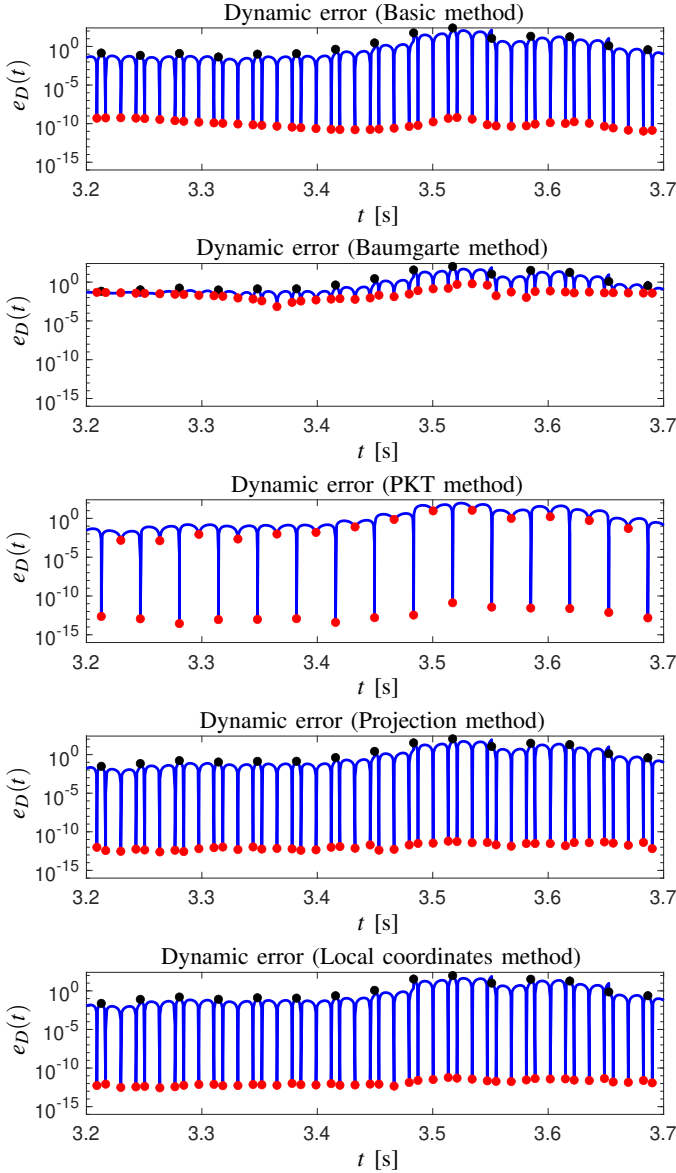 Dynamic error (Basic method)
10^0
10^-5
10^-10
10^-15
e_D(t)
3.2 3.3 3.4 3.5 3.6 3.7
t [s]
Dynamic error (Baumgarte method)
10^0
10^-5
10^-10
10^-15
e_D(t)
3.2 3.3 3.4 3.5 3.6 3.7
t [s]
Dynamic error (PKT method)
10^0
10^-5
10^-10
10^-15
e_D(t)
3.2 3.3 3.4 3.5 3.6 3.7
t [s]
Dynamic error (Projection method)
10^0
10^-5
10^-10
10^-15
e_D(t)
3.2 3.3 3.4 3.5 3.6 3.7
t [s]
Dynamic error (Local coordinates method)
10^0
10^-5
10^-10
10^-15
e_D(t)
3.2 3.3 3.4 3.5 3.6 3.7
t [s]